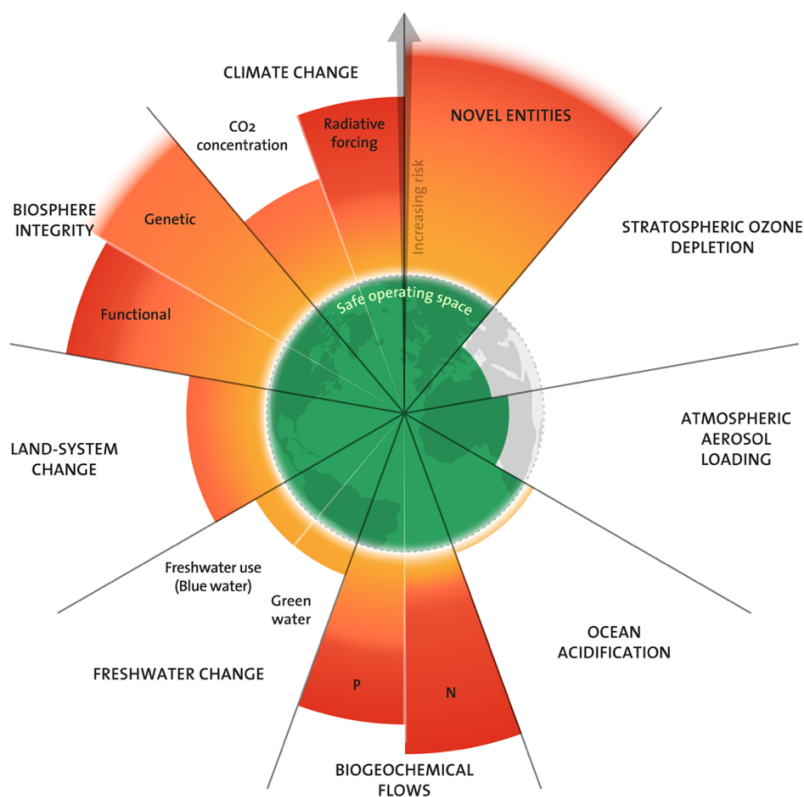 CLIMATE CHANGE
CO2
concentration
Radiative
forcing
NOVEL ENTITIES
Increasing risk
BIOSPHERE
INTEGRITY
Genetic
STRATOSPHERIC OZONE
DEPLETION
Safe operating space
Functional
LAND-SYSTEM
CHANGE
ATMOSPHERIC
AEROSOL
LOADING
Freshwater use
(Blue water)
Green
water
FRESHWATER CHANGE
OCEAN
ACIDIFICATION
P
N
BIOGEOCHEMICAL
FLOWS